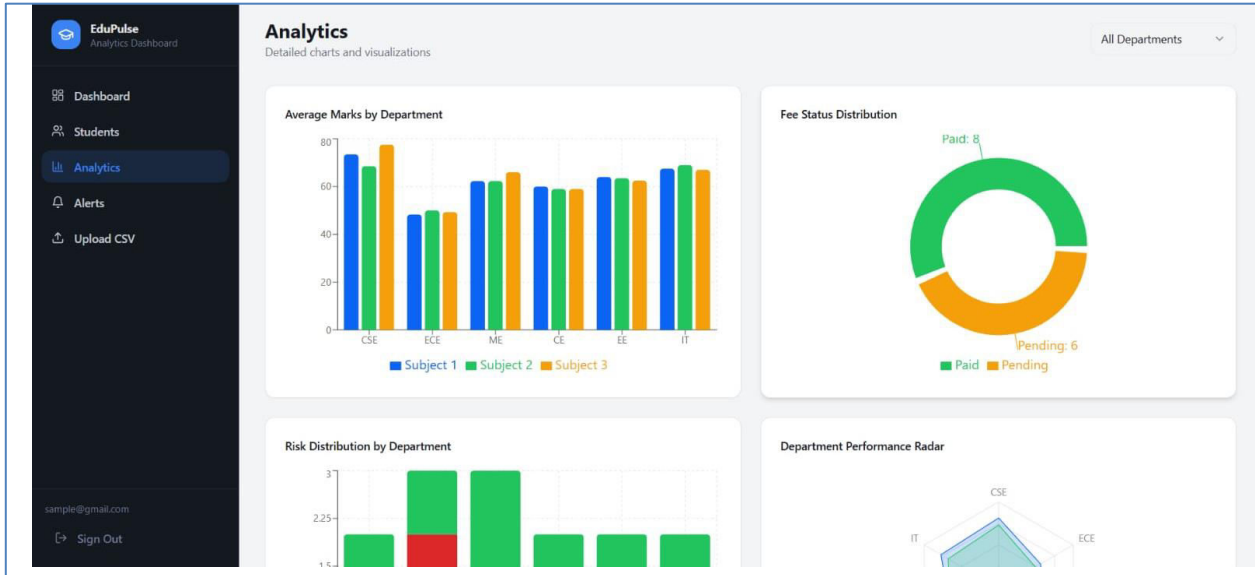 EduPulse
Analytics Dashboard
Dashboard
Students
Analytics
Alerts
Upload CSV
sample@gmail.com
Sign Out
Analytics
Detailed charts and visualizations
All Departments
Average Marks by Department
80
60
40
20
0
CSE ECE ME CE EE IT
Subject 1 Subject 2 Subject 3
Fee Status Distribution
Paid: 8
Pending: 6
Paid Pending
Risk Distribution by Department
3
2.25
1.5
Department Performance Radar
CSE
IT ECE